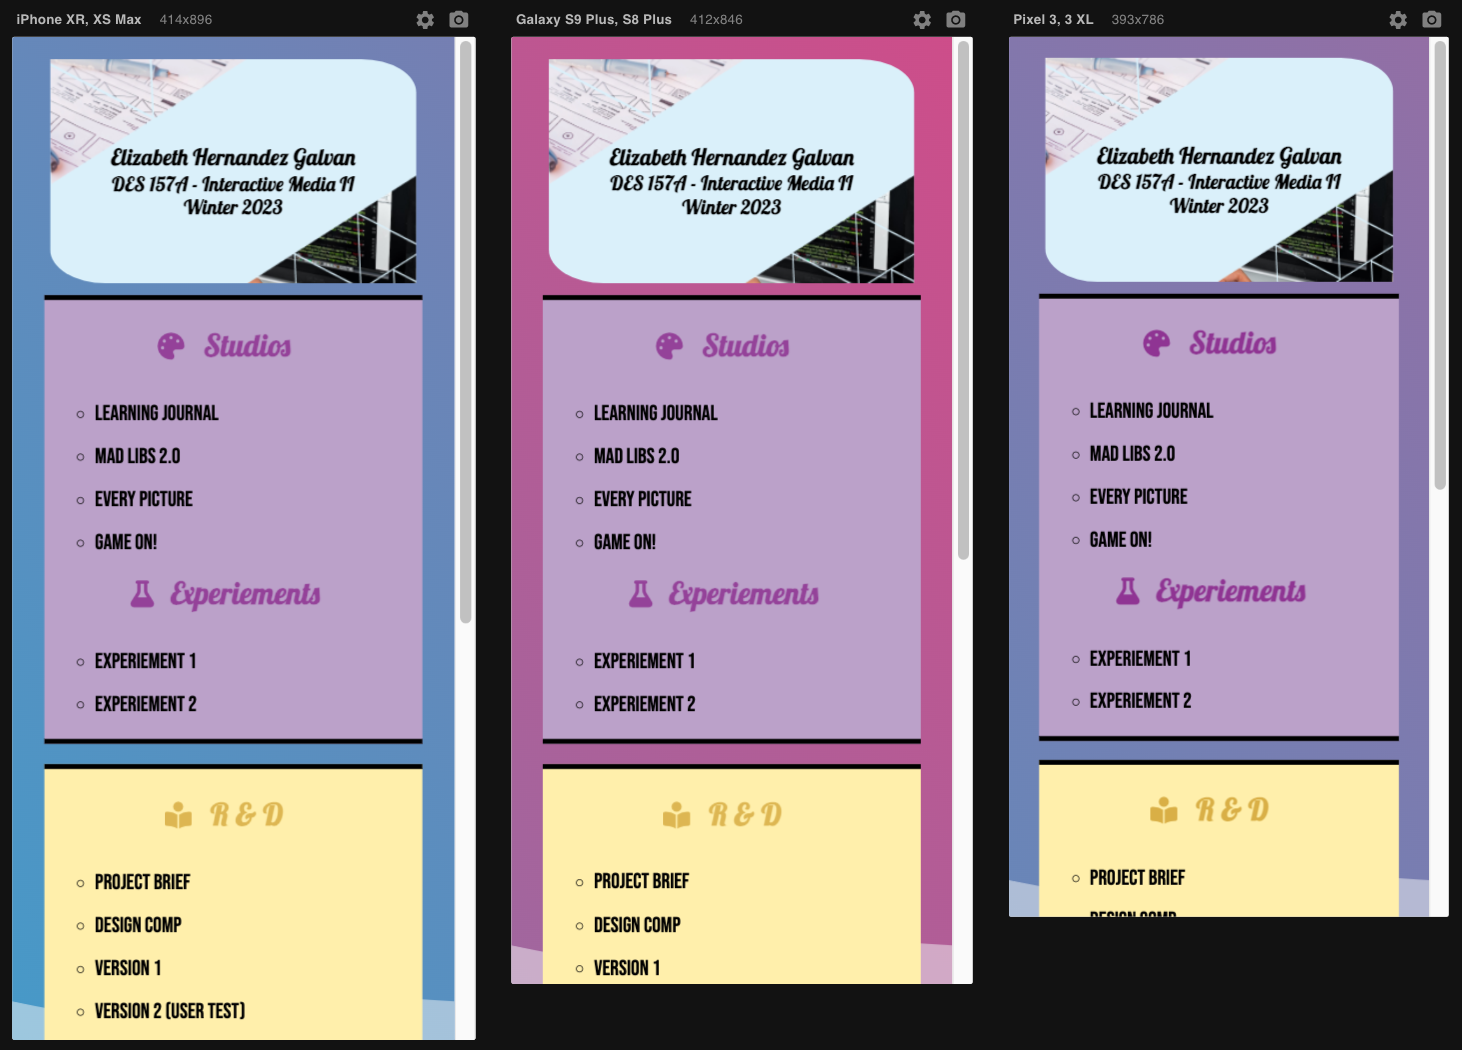 iPhone XR, XS Max 414x896
Elizabeth Hernandez Galvan
DES 157A - Interactive Media II
Winter 2023
Studios
LEARNING JOURNAL
MAD LIBS 2.0
EVERY PICTURE
GAME ON!
Experiements
EXPERIEMENT 1
EXPERIEMENT 2
R & D
PROJECT BRIEF
DESIGN COMP
VERSION 1
VERSION 2 (USER TEST)
Galaxy S9 Plus, S8 Plus 412x846
Elizabeth Hernandez Galvan
DES 157A - Interactive Media II
Winter 2023
Studios
LEARNING JOURNAL
MAD LIBS 2.0
EVERY PICTURE
GAME ON!
Experiements
EXPERIEMENT 1
EXPERIEMENT 2
R & D
PROJECT BRIEF
DESIGN COMP
VERSION 1
Pixel 3, 3 XL 393x786
Elizabeth Hernandez Galvan
DES 157A - Interactive Media II
Winter 2023
Studios
LEARNING JOURNAL
MAD LIBS 2.0
EVERY PICTURE
GAME ON!
Experiements
EXPERIEMENT 1
EXPERIEMENT 2
R & D
PROJECT BRIEF
DESIGN COMP